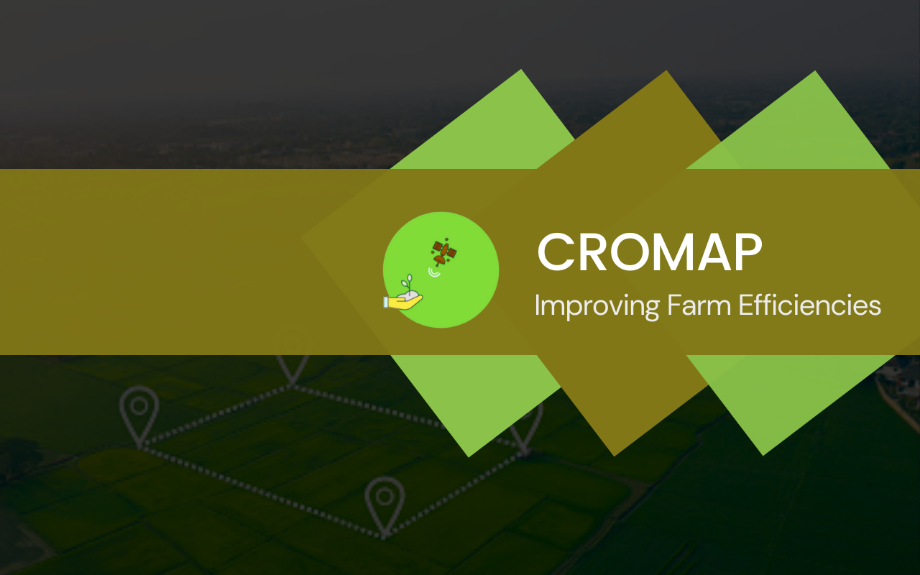 CROMAP
Improving Farm Efficiencies